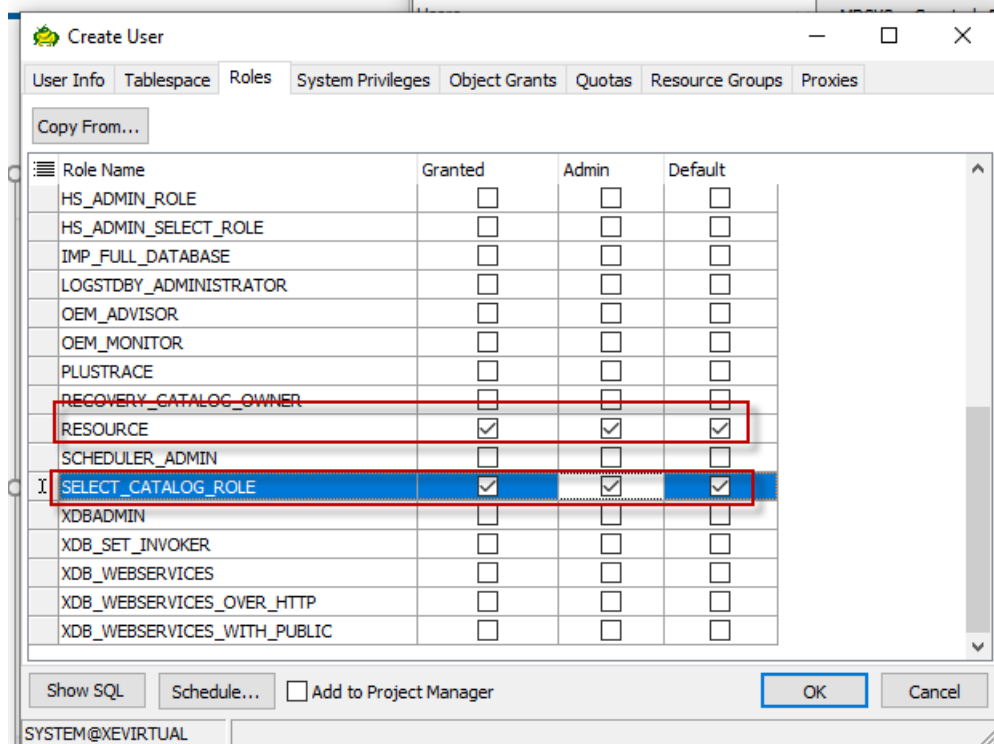 Create User
User Info Tablespace Roles System Privileges Object Grants Quotas Resource Groups Proxies
Copy From...
Role Name Granted Admin Default
HS_ADMIN_ROLE
HS_ADMIN_SELECT_ROLE
IMP_FULL_DATABASE
LOGSTDBY_ADMINISTRATOR
OEM_ADVISOR
OEM_MONITOR
PLUSTRACE
RECOVERY_CATALOG_OWNER
RESOURCE
SCHEDULER_ADMIN
SELECT_CATALOG_ROLE
XDBADMIN
XDB_SET_INVOKER
XDB_WEBSERVICES
XDB_WEBSERVICES_OVER_HTTP
XDB_WEBSERVICES_WITH_PUBLIC
Show SQL Schedule... Add to Project Manager OK Cancel
SYSTEM@XEVIRTUAL